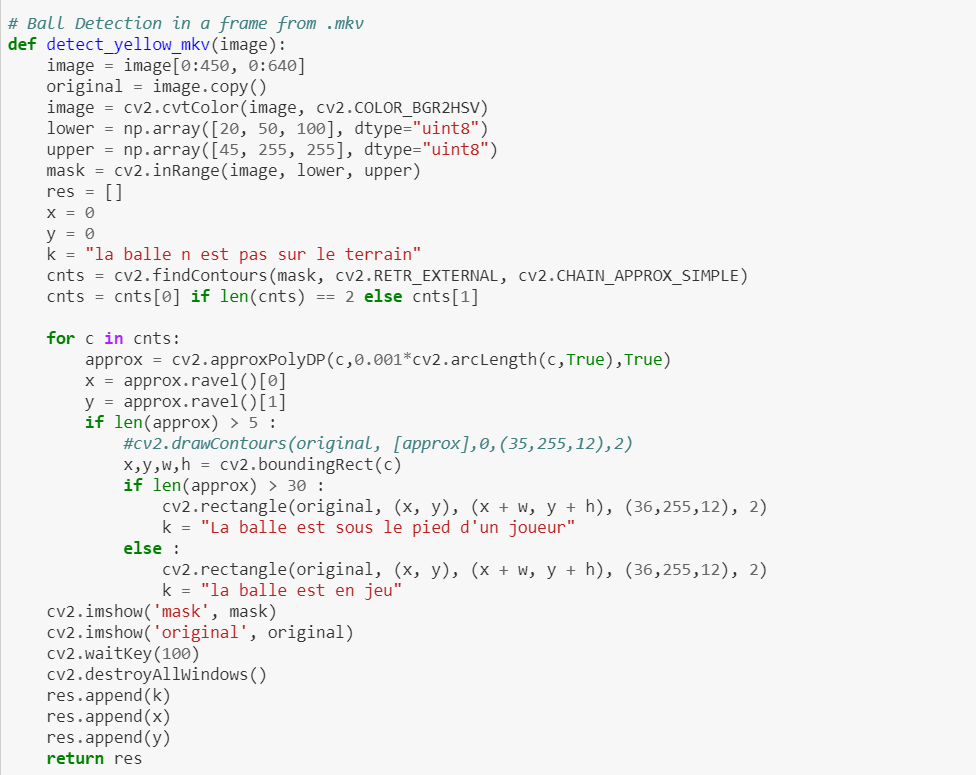 # Ball Detection in a frame from .mkv
def detect_yellow_mkv(image):
    image = image[0:450, 0:640]
    original = image.copy()
    image = cv2.cvtColor(image, cv2.COLOR_BGR2HSV)
    lower = np.array([20, 50, 100], dtype="uint8")
    upper = np.array([45, 255, 255], dtype="uint8")
    mask = cv2.inRange(image, lower, upper)
    res = []
    x = 0
    y = 0
    k = "la balle n est pas sur le terrain"
    cnts = cv2.findContours(mask, cv2.RETR_EXTERNAL, cv2.CHAIN_APPROX_SIMPLE)
    cnts = cnts[0] if len(cnts) == 2 else cnts[1]

    for c in cnts:
        approx = cv2.approxPolyDP(c,0.001*cv2.arcLength(c,True),True)
        x = approx.ravel()[0]
        y = approx.ravel()[1]
        if len(approx) > 5 :
            #cv2.drawContours(original, [approx],0,(35,255,12),2)
            x,y,w,h = cv2.boundingRect(c)
            if len(approx) > 30 :
                cv2.rectangle(original, (x, y), (x + w, y + h), (36,255,12), 2)
                k = "La balle est sous le pied d'un joueur"
            else :
                cv2.rectangle(original, (x, y), (x + w, y + h), (36,255,12), 2)
                k = "la balle est en jeu"
    cv2.imshow('mask', mask)
    cv2.imshow('original', original)
    cv2.waitKey(100)
    cv2.destroyAllWindows()
    res.append(k)
    res.append(x)
    res.append(y)
    return res